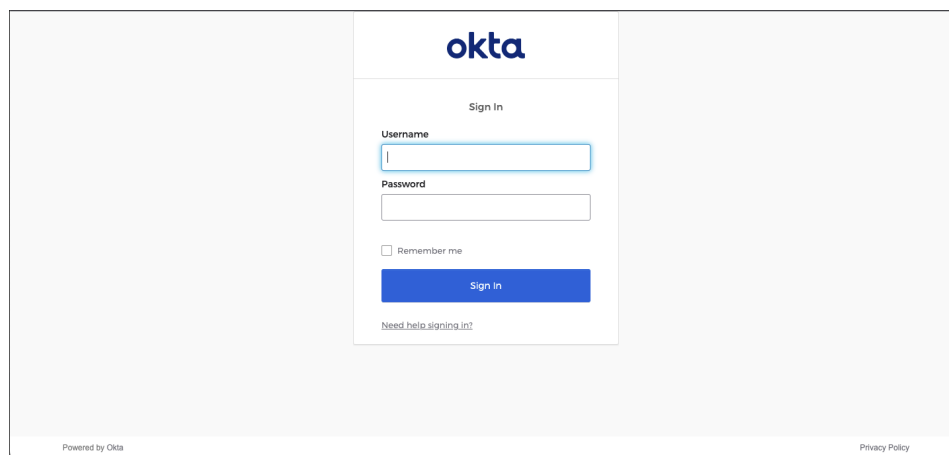 okta
Sign In
Username
Password
Remember me
Sign In
Need help signing in?
Powered by Okta Privacy Policy